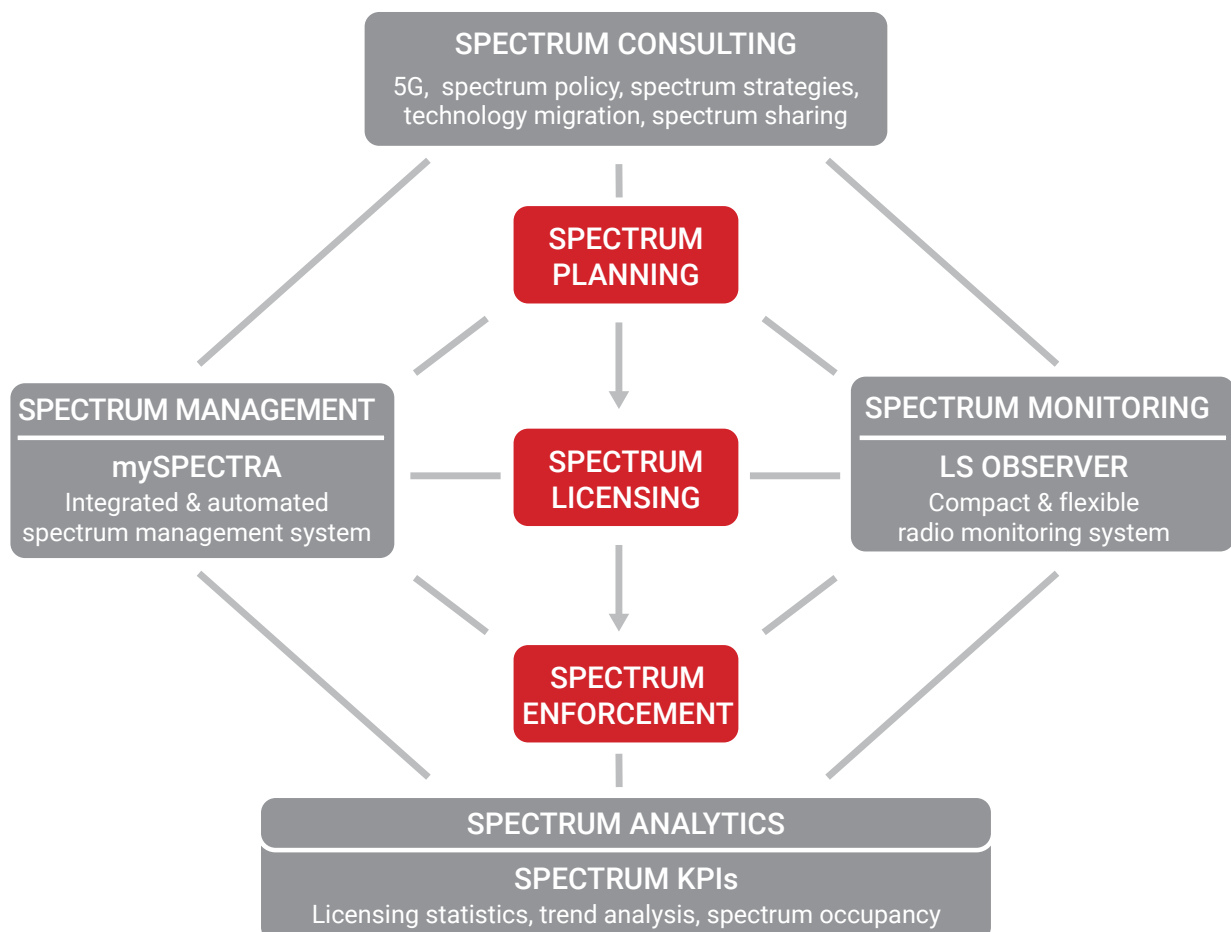 SPECTRUM CONSULTING
5G, spectrum policy, spectrum strategies,
technology migration, spectrum sharing
SPECTRUM
PLANNING
SPECTRUM MANAGEMENT
mySPECTRA
Integrated & automated
spectrum management system
SPECTRUM
LICENSING
SPECTRUM MONITORING
LS OBSERVER
Compact & flexible
radio monitoring system
SPECTRUM
ENFORCEMENT
SPECTRUM ANALYTICS
SPECTRUM KPIs
Licensing statistics, trend analysis, spectrum occupancy